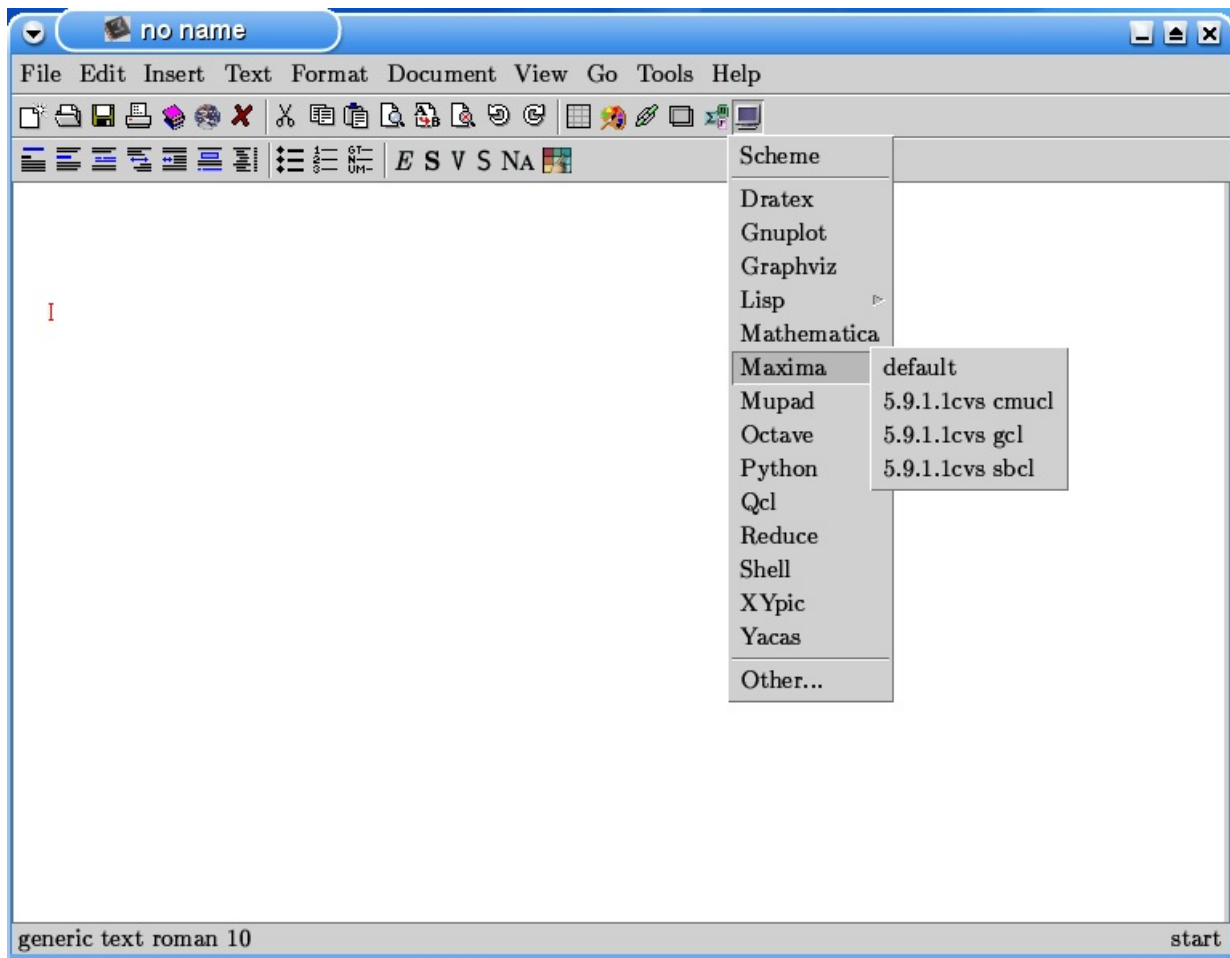 no name
File Edit Insert Text Format Document View Go Tools Help
E S V S NA
Scheme
Dratex
Gnuplot
Graphviz
Lisp
Mathematica
Maxima
default
5.9.1.1cvs cmucl
5.9.1.1cvs gcl
5.9.1.1cvs sbcl
Mupad
Octave
Python
Qcl
Reduce
Shell
XYpic
Yacas
Other...
generic text roman 10
start